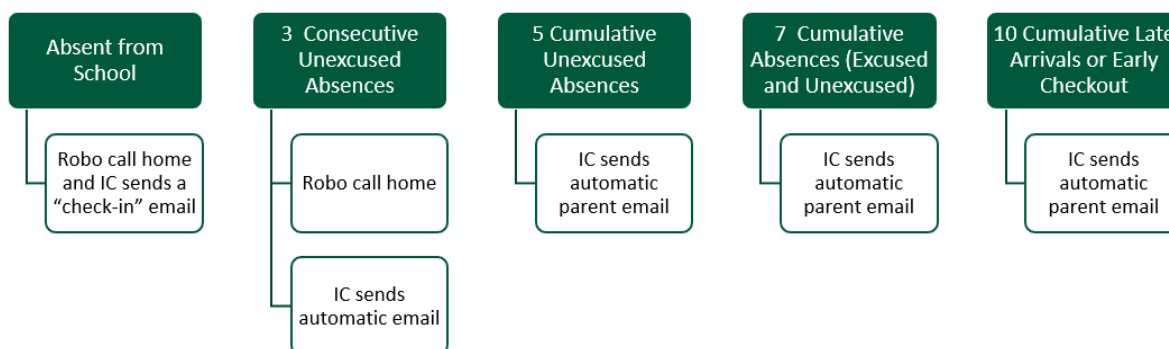 Absent from
School
Robo call home
and IC sends a
“check-in” email
3 Consecutive
Unexcused
Absences
Robo call home
IC sends
automatic email
5 Cumulative
Unexcused
Absences
IC sends
automatic
parent email
7 Cumulative
Absences (Excused
and Unexcused)
IC sends
automatic
parent email
10 Cumulative Late
Arrivals or Early
Checkout
IC sends
automatic
parent email